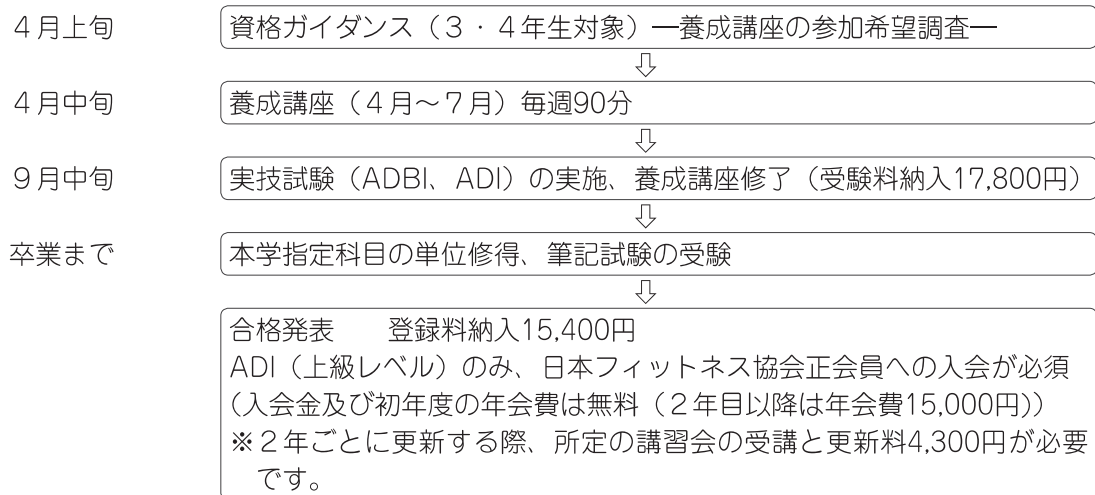 ４月上旬　資格ガイダンス（３・４年生対象）―養成講座の参加希望調査―
４月中旬　養成講座（４月～７月）毎週90分
９月中旬　実技試験（ADBI、ADI）の実施、養成講座修了（受験料納入17,800円）
卒業まで　本学指定科目の単位修得、筆記試験の受験
合格発表　　登録料納入15,400円
ADI（上級レベル）のみ、日本フィットネス協会正会員への入会が必須
(入会金及び初年度の年会費は無料（２年目以降は年会費15,000円))
※２年ごとに更新する際、所定の講習会の受講と更新料4,300円が必要
です。